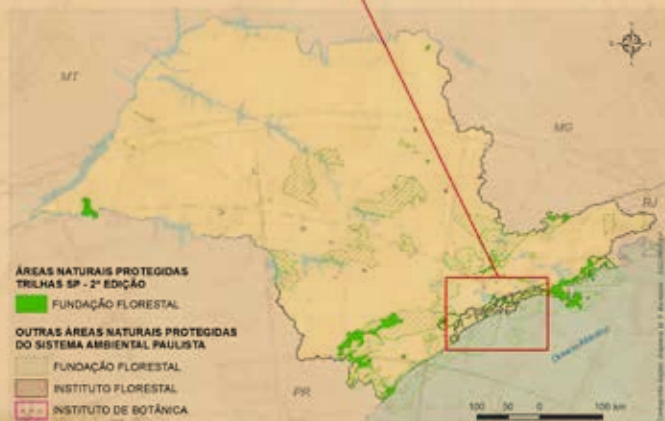 MT
MG
RJ
ÁREAS NATURAIS PROTEGIDAS
TRILHAS SP - 2ª EDIÇÃO
FUNDAÇÃO FLORESTAL
OUTRAS ÁREAS NATURAIS PROTEGIDAS
DO SISTEMA AMBIENTAL PAULISTA
FUNDAÇÃO FLORESTAL
INSTITUTO FLORESTAL
INSTITUTO DE BOTÂNICA
PR
Oceano Atlântico
100 50 0 100 km